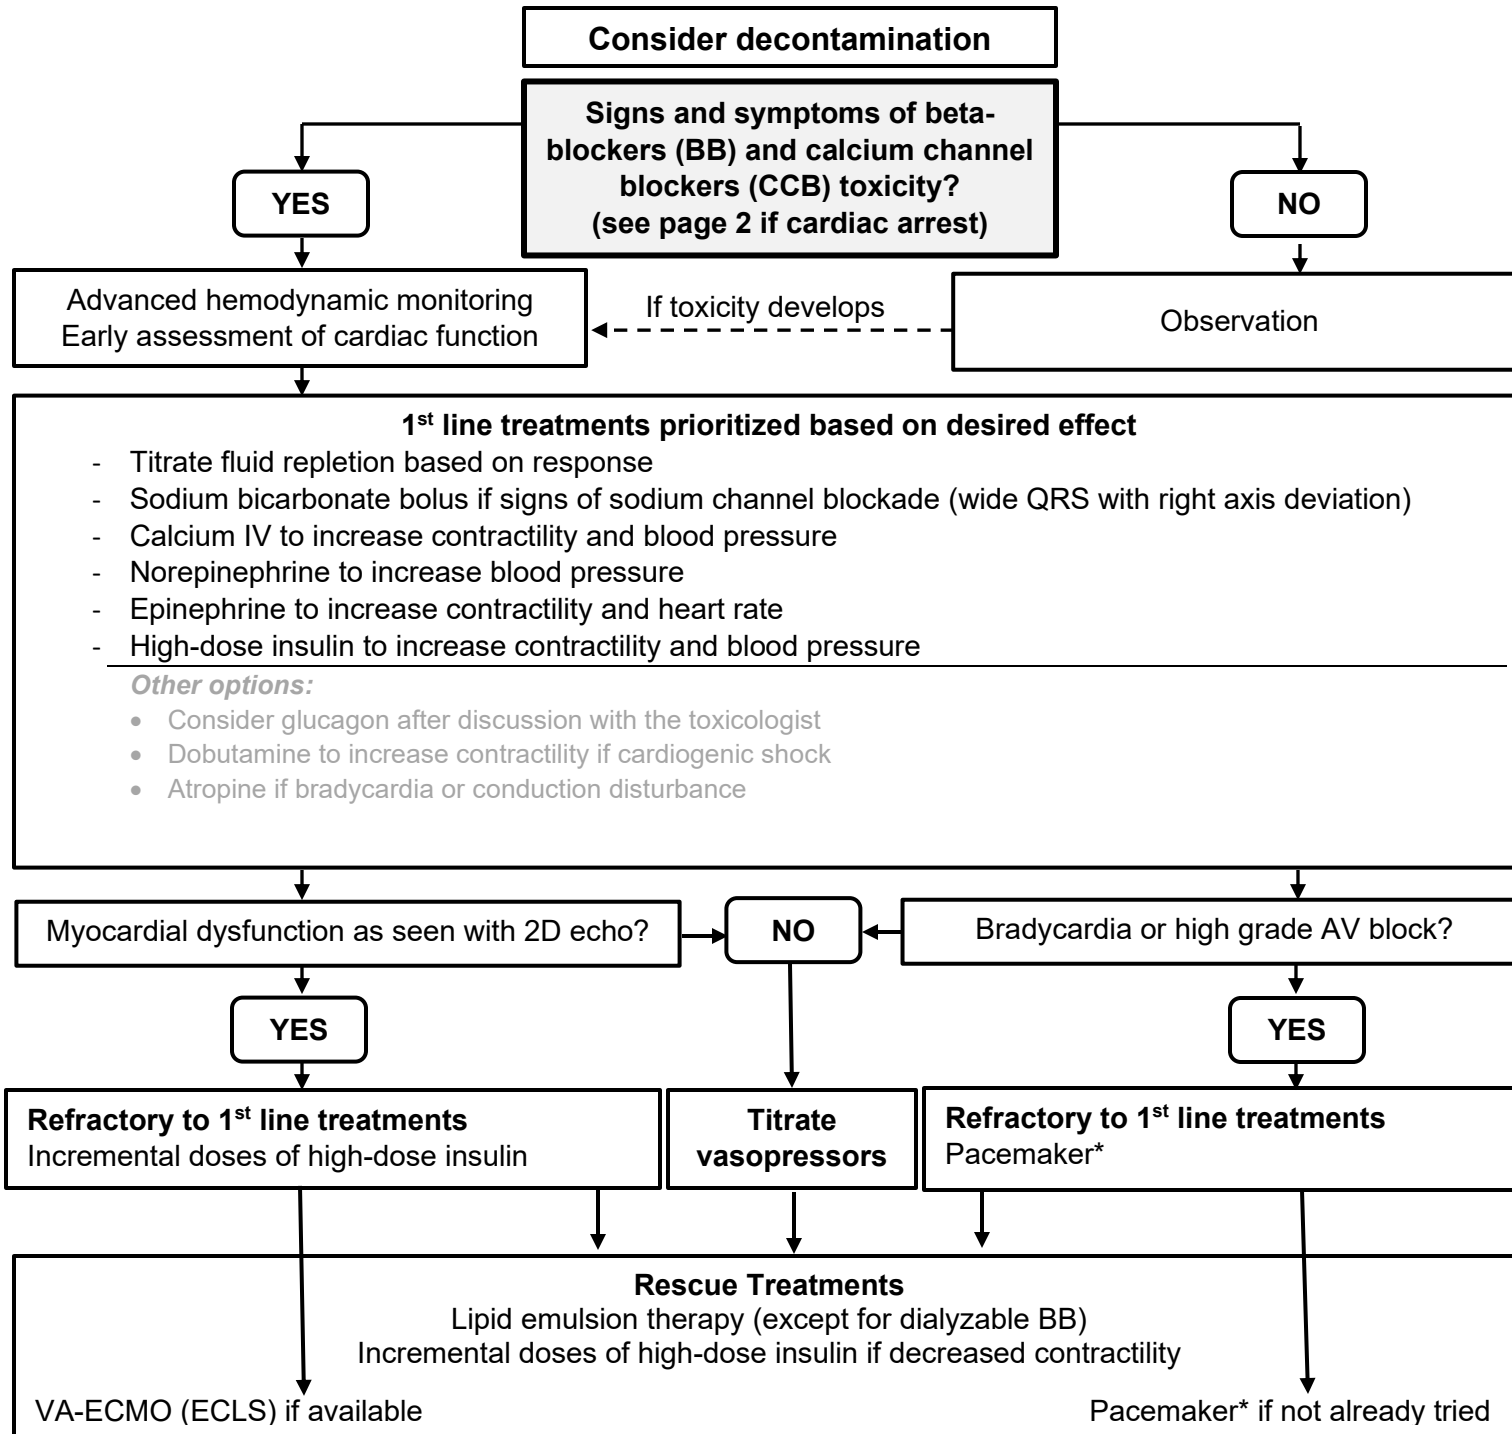 Consider decontamination
Signs and symptoms of beta-
blockers (BB) and calcium channel
blockers (CCB) toxicity?
(see page 2 if cardiac arrest)
YES
NO
Advanced hemodynamic monitoring
Early assessment of cardiac function
If toxicity develops
Observation
1st line treatments prioritized based on desired effect
- Titrate fluid repletion based on response
- Sodium bicarbonate bolus if signs of sodium channel blockade (wide QRS with right axis deviation)
- Calcium IV to increase contractility and blood pressure
- Norepinephrine to increase blood pressure
- Epinephrine to increase contractility and heart rate
- High-dose insulin to increase contractility and blood pressure
Other options:
• Consider glucagon after discussion with the toxicologist
• Dobutamine to increase contractility if cardiogenic shock
• Atropine if bradycardia or conduction disturbance
Myocardial dysfunction as seen with 2D echo?
NO
Bradycardia or high grade AV block?
YES
YES
Refractory to 1st line treatments
Incremental doses of high-dose insulin
Titrate
vasopressors
Refractory to 1st line treatments
Pacemaker*
Rescue Treatments
Lipid emulsion therapy (except for dialyzable BB)
Incremental doses of high-dose insulin if decreased contractility
VA-ECMO (ECLS) if available
Pacemaker* if not already tried